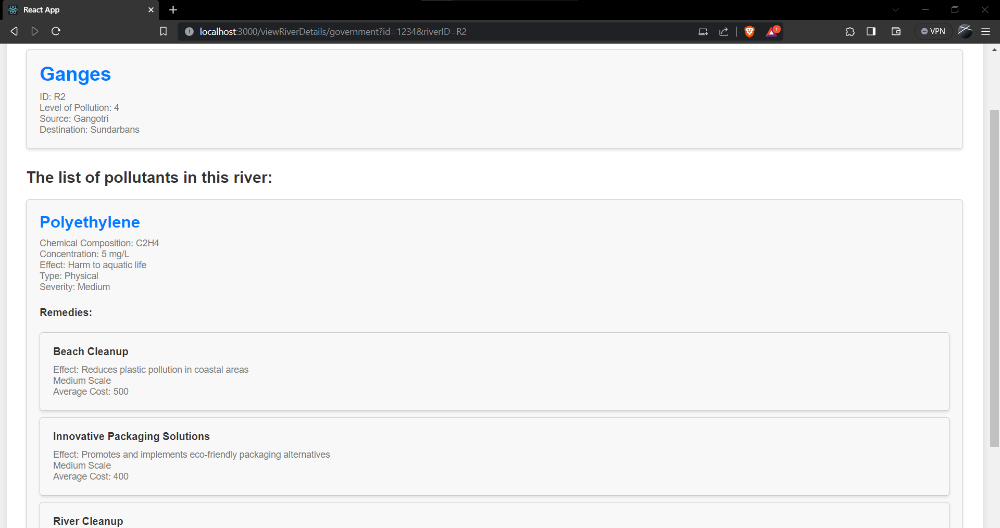 React App
localhost:3000/viewRiverDetails/government?id=1234&riverID=R2
1
VPN
Ganges
ID: R2
Level of Pollution: 4
Source: Gangotri
Destination: Sundarbans
The list of pollutants in this river:
Polyethylene
Chemical Composition: C2H4
Concentration: 5 mg/L
Effect: Harm to aquatic life
Type: Physical
Severity: Medium
Remedies:
Beach Cleanup
Effect: Reduces plastic pollution in coastal areas
Medium Scale
Average Cost: 500
Innovative Packaging Solutions
Effect: Promotes and implements eco-friendly packaging alternatives
Medium Scale
Average Cost: 400
River Cleanup